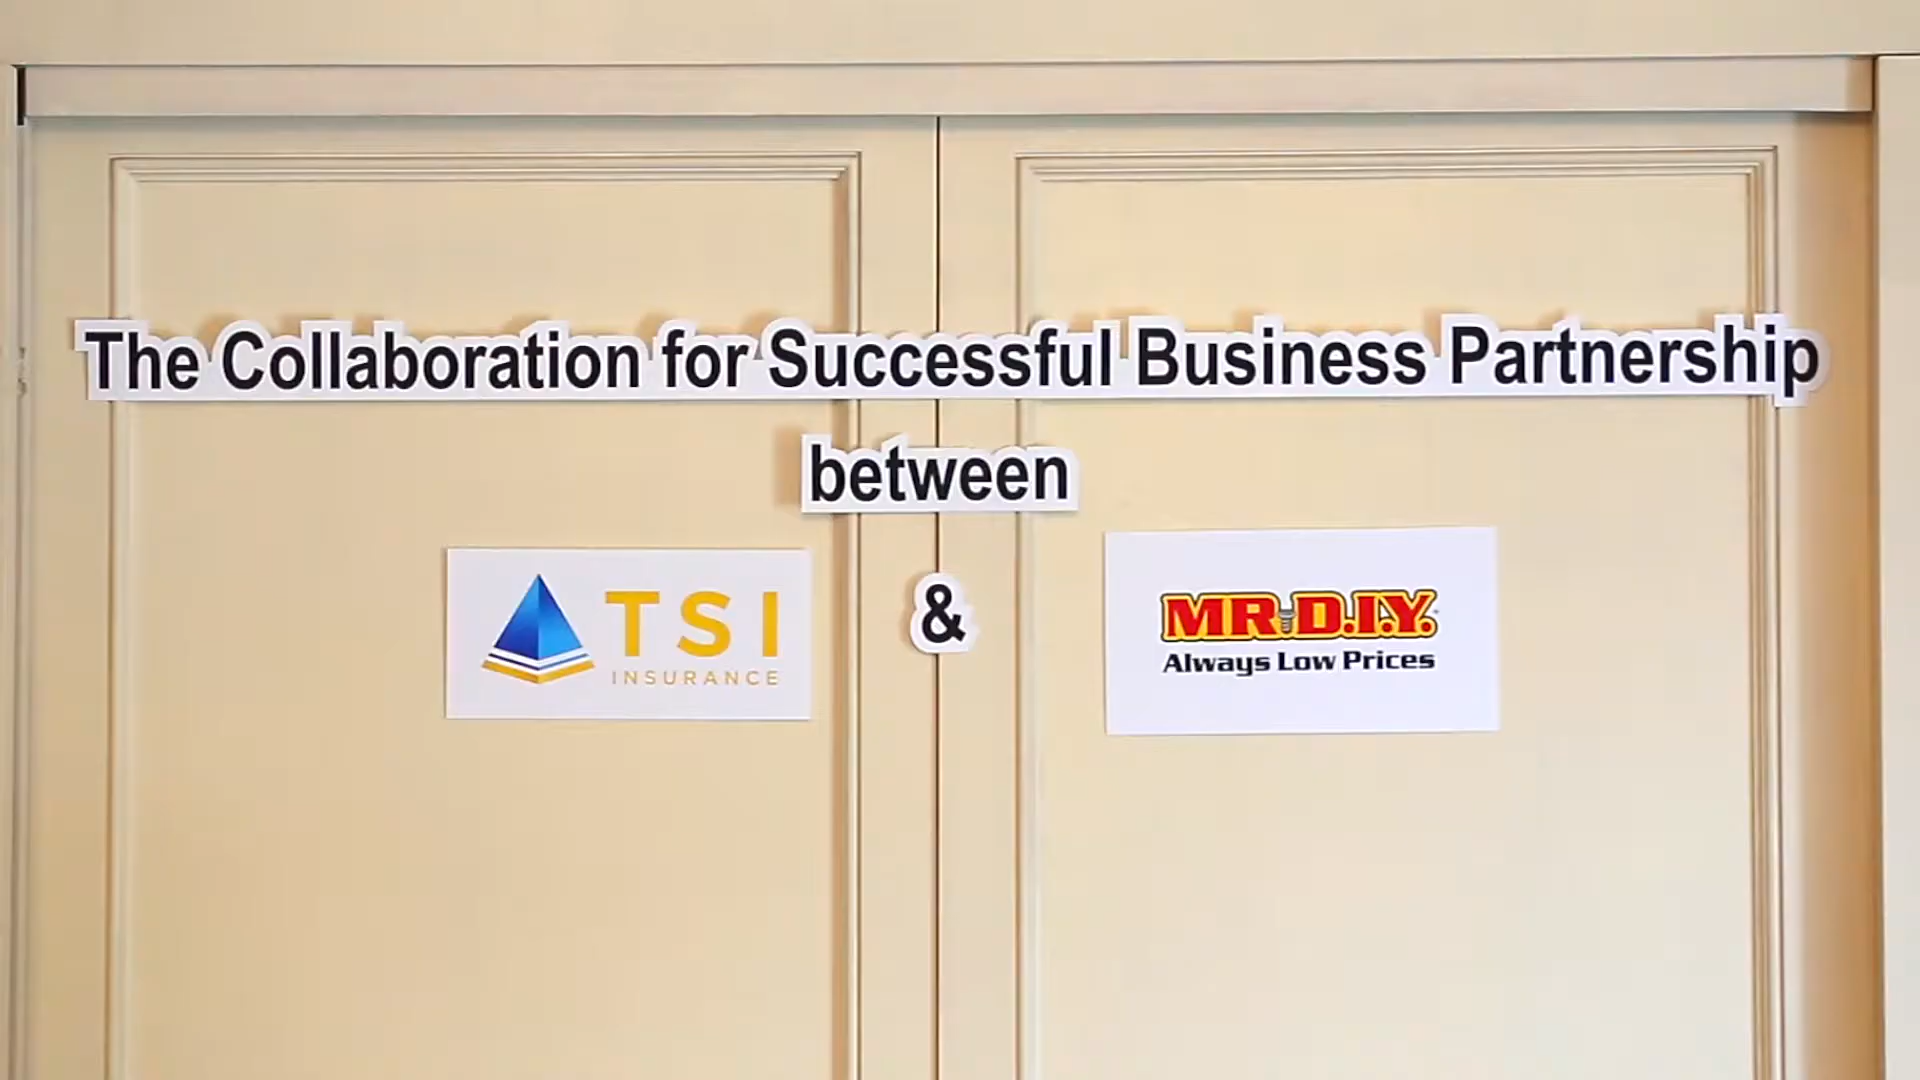 The Collaboration for Successful Business Partnership
between
TSI
INSURANCE
&
MR D.I.Y.
Always Low Prices